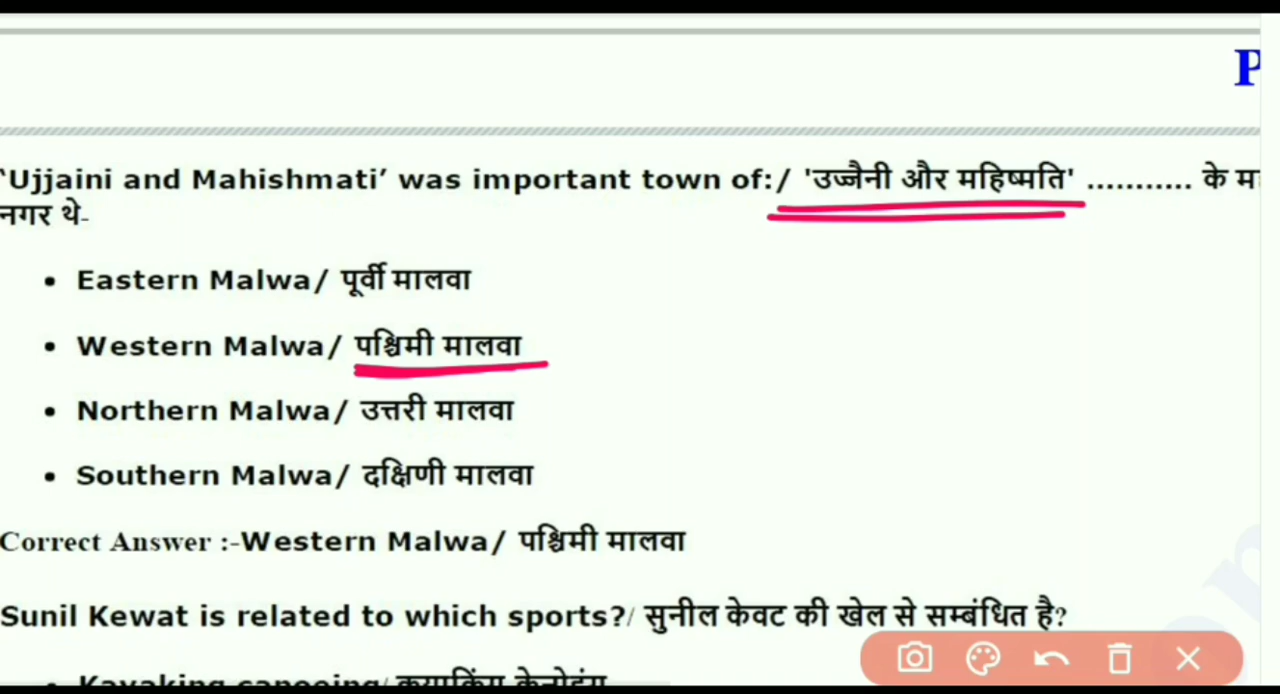 P
'Ujjaini and Mahishmati' was important town of:/ 'उज्जैनी और महिष्मति' ........... के
नगर थे-
• Eastern Malwa/ पूर्वी मालवा
• Western Malwa/ पश्चिमी मालवा
• Northern Malwa/ उत्तरी मालवा
• Southern Malwa/ दक्षिणी मालवा
Correct Answer :-Western Malwa/ पश्चिमी मालवा
Sunil Kewat is related to which sports?/ सुनील केवट की खेल से सम्बंधित है?
• Kayaking canoeing/